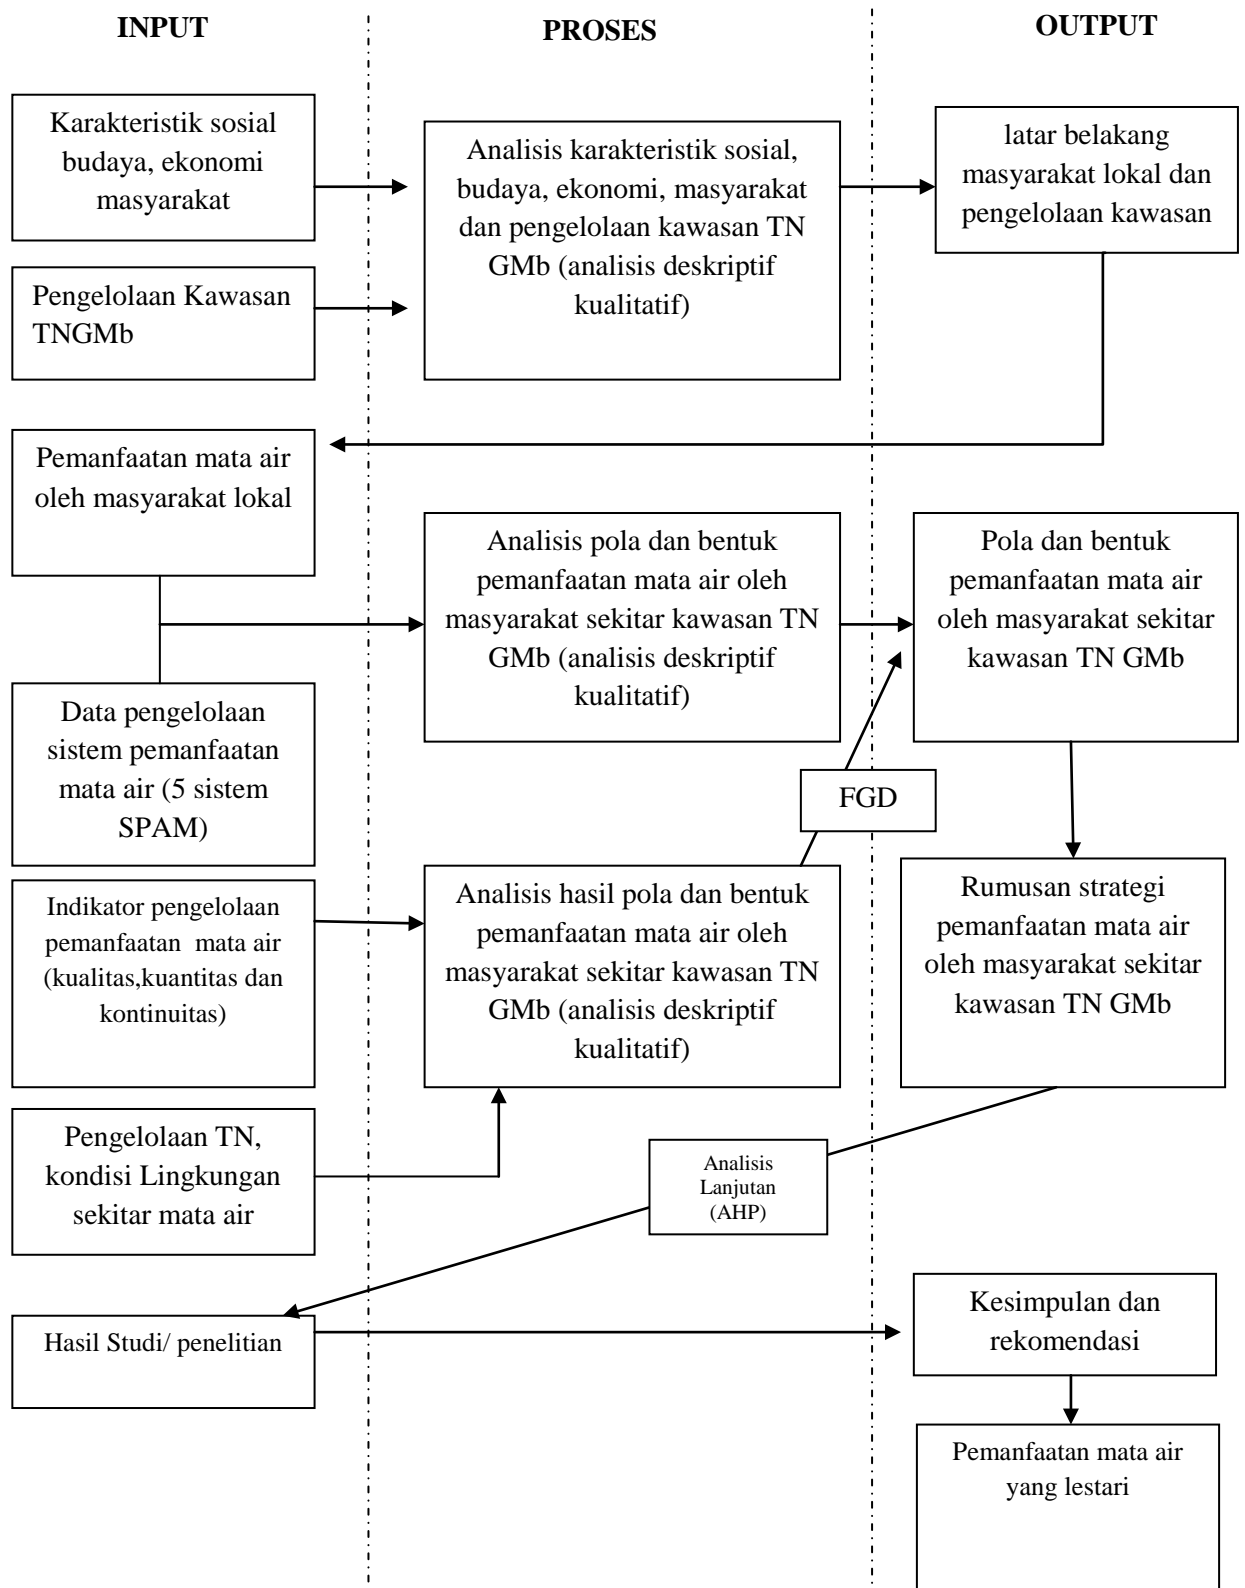 INPUT
PROSES
OUTPUT
Karakteristik sosial
budaya, ekonomi
masyarakat
Analisis karakteristik sosial,
budaya, ekonomi, masyarakat
dan pengelolaan kawasan TN
GMb (analisis deskriptif
kualitatif)
latar belakang
masyarakat lokal dan
pengelolaan kawasan
Pengelolaan Kawasan
TNGMb
Pemanfaatan mata air
oleh masyarakat lokal
Analisis pola dan bentuk
pemanfaatan mata air oleh
masyarakat sekitar kawasan TN
GMb (analisis deskriptif
kualitatif)
Pola dan bentuk
pemanfaatan mata air
oleh masyarakat sekitar
kawasan TN GMb
Data pengelolaan
sistem pemanfaatan
mata air (5 sistem
SPAM)
FGD
Indikator pengelolaan
pemanfaatan  mata air
(kualitas,kuantitas dan
kontinuitas)
Analisis hasil pola dan bentuk
pemanfaatan mata air oleh
masyarakat sekitar kawasan TN
GMb (analisis deskriptif
kualitatif)
Rumusan strategi
pemanfaatan mata air
oleh masyarakat sekitar
kawasan TN GMb
Pengelolaan TN,
kondisi Lingkungan
sekitar mata air
Analisis
Lanjutan
(AHP)
Hasil Studi/ penelitian
Kesimpulan dan
rekomendasi
Pemanfaatan mata air
yang lestari